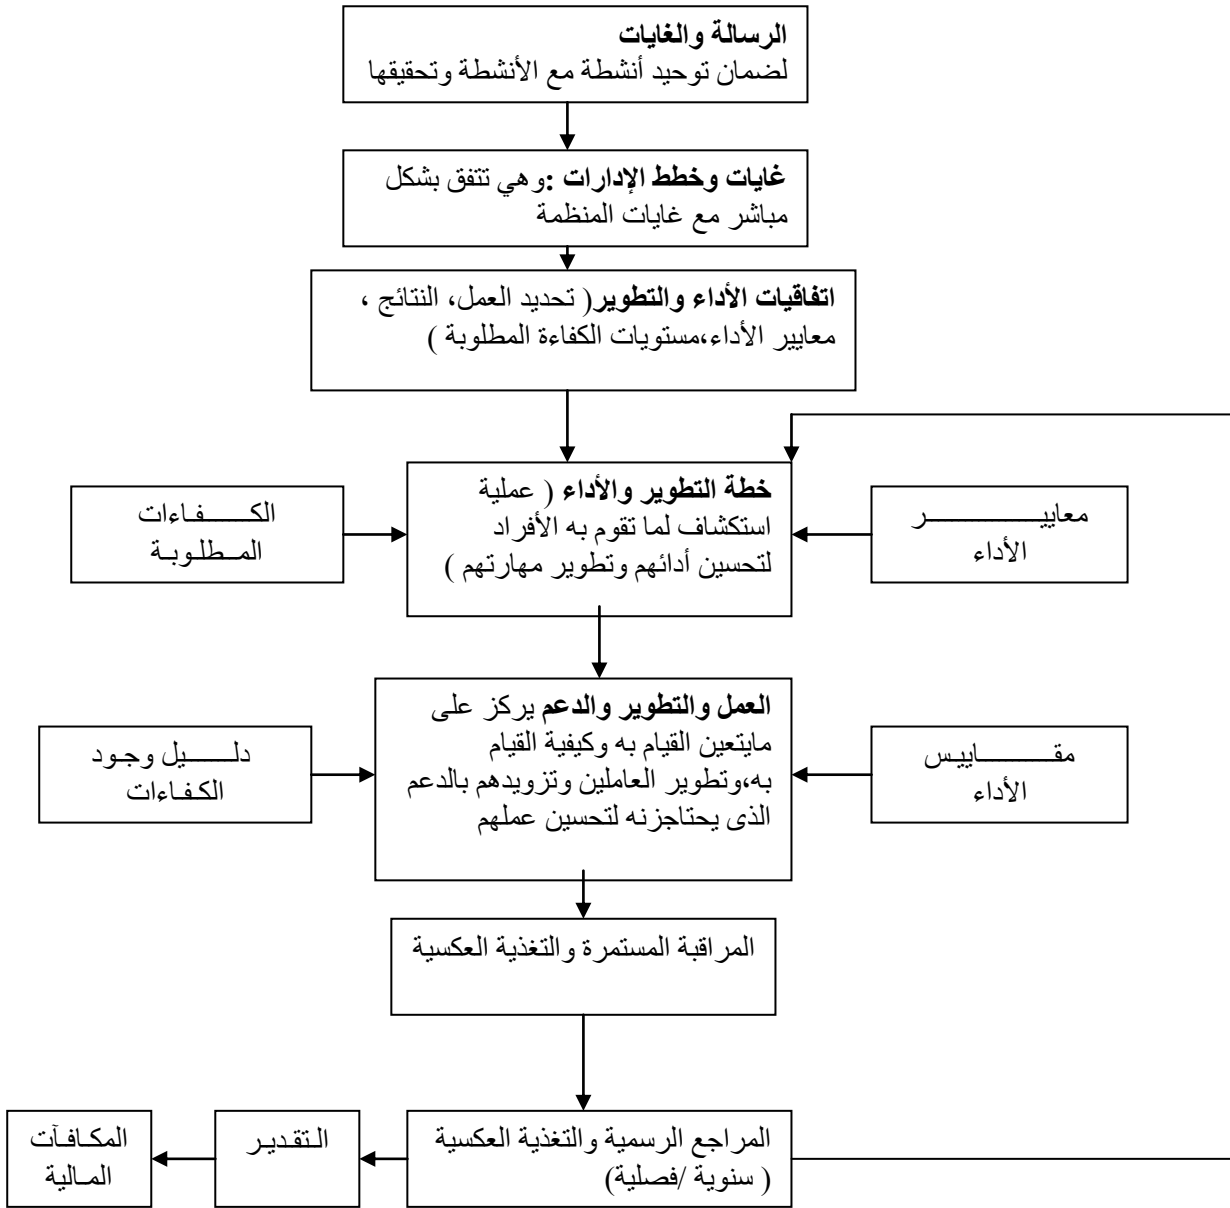 الرسالة والغايات
لضمان توحيد أنشطة مع الأنشطة وتحقيقها
غايات وخطط الإدارات :وهي تتفق بشكل
مباشر مع غايات المنظمة
اتفاقيات الأداء والتطوير( تحديد العمل، النتائج ،
معايير الأداء،مستويات الكفاءة المطلوبة )
خطة التطوير والأداء ( عملية
استكشاف لما تقوم به الأفراد
لتحسين أدائهم وتطوير مهارتهم )
معايير
الأداء
الكفاءات
المطلوبة
العمل والتطوير والدعم يركز على
مايتعين القيام به وكيفية القيام
به،وتطوير العاملين وتزويدهم بالدعم
الذى يحتاجزنه لتحسين عملهم
مقاييس
الأداء
دليل وجود
الكفاءات
المراقبة المستمرة والتغذية العكسية
المراجع الرسمية والتغذية العكسية
( سنوية /فصلية)
التقدير
المكافآت
المالية